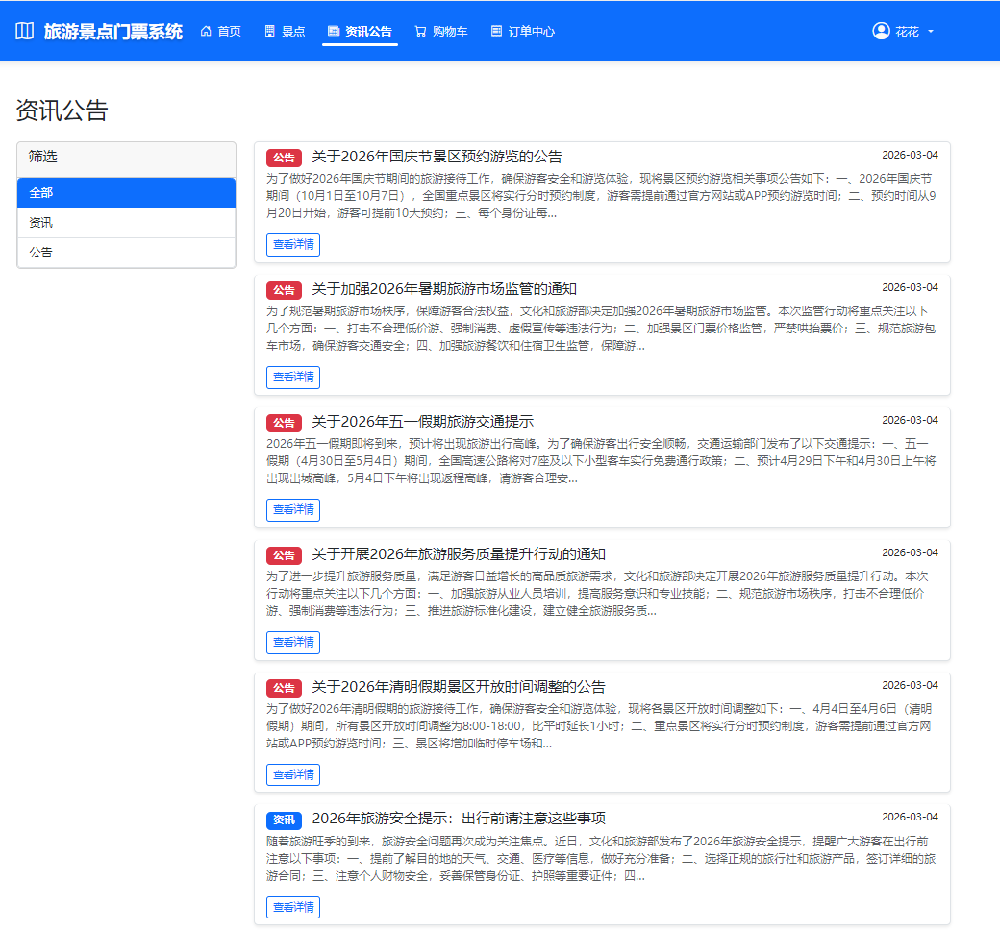 旅游景点门票系统 首页 景点 资讯公告 购物车 订单中心 花花
资讯公告
筛选
全部
资讯
公告
公告 关于2026年国庆节景区预约游览的公告 2026-03-04
为了做好2026年国庆节期间的旅游接待工作，确保游客安全和游览体验，现将景区预约游览相关事项公告如下：一、2026年国庆节
期间（10月1日至10月7日），全国重点景区将实行分时预约制度，游客需提前通过官方网站或APP预约游览时间；二、预约时间从9
月20日开始，游客可提前10天预约；三、每个身份证每...
查看详情
公告 关于加强2026年暑期旅游市场监管的通知 2026-03-04
为了规范暑期旅游市场秩序，保障游客合法权益，文化和旅游部决定加强2026年暑期旅游市场监管。本次监管行动将重点关注以下
几个方面：一、打击不合理低价游、强制消费、虚假宣传等违法行为；二、加强景区门票价格监管，严禁哄抬票价；三、规范旅游包
车市场，确保游客交通安全；四、加强旅游餐饮和住宿卫生监管，保障游...
查看详情
公告 关于2026年五一假期旅游交通提示 2026-03-04
2026年五一假期即将到来，预计将出现旅游出行高峰。为了确保游客出行安全顺畅，交通运输部门发布了以下交通提示：一、五一
假期（4月30日至5月4日）期间，全国高速公路将对7座及以下小型客车实行免费通行政策；二、预计4月29日下午和4月30日上午将
出现出城高峰，5月4日下午将出现返程高峰，请游客合理安...
查看详情
公告 关于开展2026年旅游服务质量提升行动的通知 2026-03-04
为了进一步提升旅游服务质量，满足游客日益增长的高品质旅游需求，文化和旅游部决定开展2026年旅游服务质量提升行动。本次
行动将重点关注以下几个方面：一、加强旅游从业人员培训，提高服务意识和专业技能；二、规范旅游市场秩序，打击不合理低价
游、强制消费等违法行为；三、推进旅游标准化建设，建立健全旅游服务质...
查看详情
公告 关于2026年清明假期景区开放时间调整的公告 2026-03-04
为了做好2026年清明假期的旅游接待工作，确保游客安全和游览体验，现将各景区开放时间调整如下：一、4月4日至4月6日（清明
假期）期间，所有景区开放时间调整为8:00-18:00，比平时延长1小时；二、重点景区将实行分时预约制度，游客需提前通过官方网
站或APP预约游览时间；三、景区将增加临时停车场和...
查看详情
资讯 2026年旅游安全提示：出行前请注意这些事项 2026-03-04
随着旅游旺季的到来，旅游安全问题再次成为关注焦点。近日，文化和旅游部发布了2026年旅游安全提示，提醒广大游客在出行前
注意以下事项：一、提前了解目的地的天气、交通、医疗等信息，做好充分准备；二、选择正规的旅行社和旅游产品，签订详细的旅
游合同；三、注意个人财物安全，妥善保管身份证、护照等重要证件；四...
查看详情